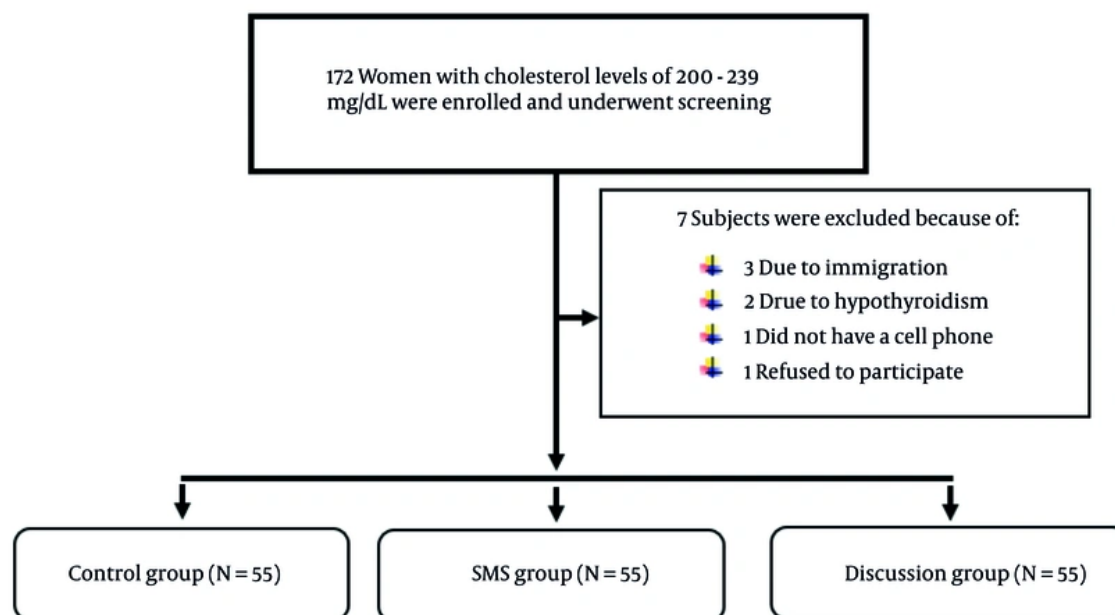 172 Women with cholesterol levels of 200 - 239
mg/dL were enrolled and underwent screening
7 Subjects were excluded because of:
3 Due to immigration
2 Drue to hypothyroidism
1 Did not have a cell phone
1 Refused to participate
Control group (N = 55)
SMS group (N = 55)
Discussion group (N = 55)